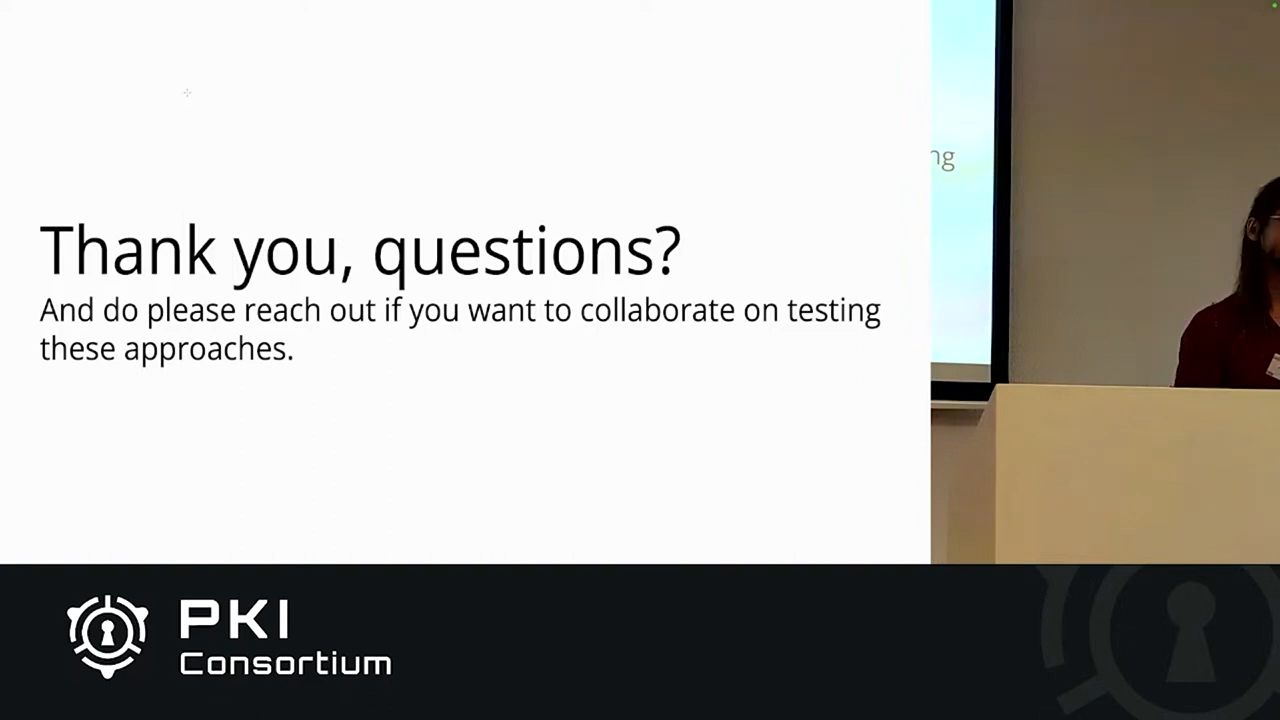 Thank you, questions?
And do please reach out if you want to collaborate on testing
these approaches.
ng
PKI
Consortium